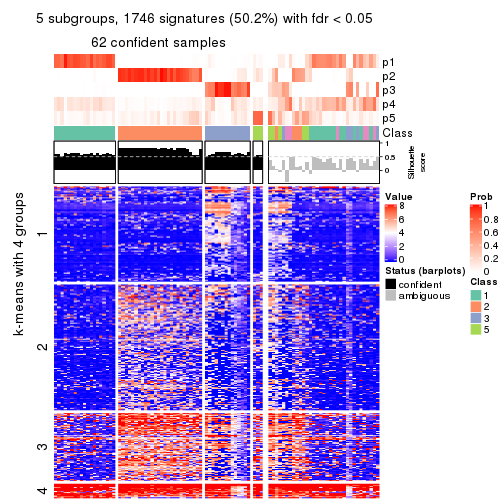 5 subgroups, 1746 signatures (50.2%) with fdr < 0.05
62 confident samples
p1
p2
p3
p4
p5
Class
1
0.5
0
Silhouette
score
k-means with 4 groups
1
2
3
4
Value
8
6
4
2
0
Status (barplots)
confident
ambiguous
Prob
1
0.8
0.6
0.4
0.2
0
Class
1
2
3
5